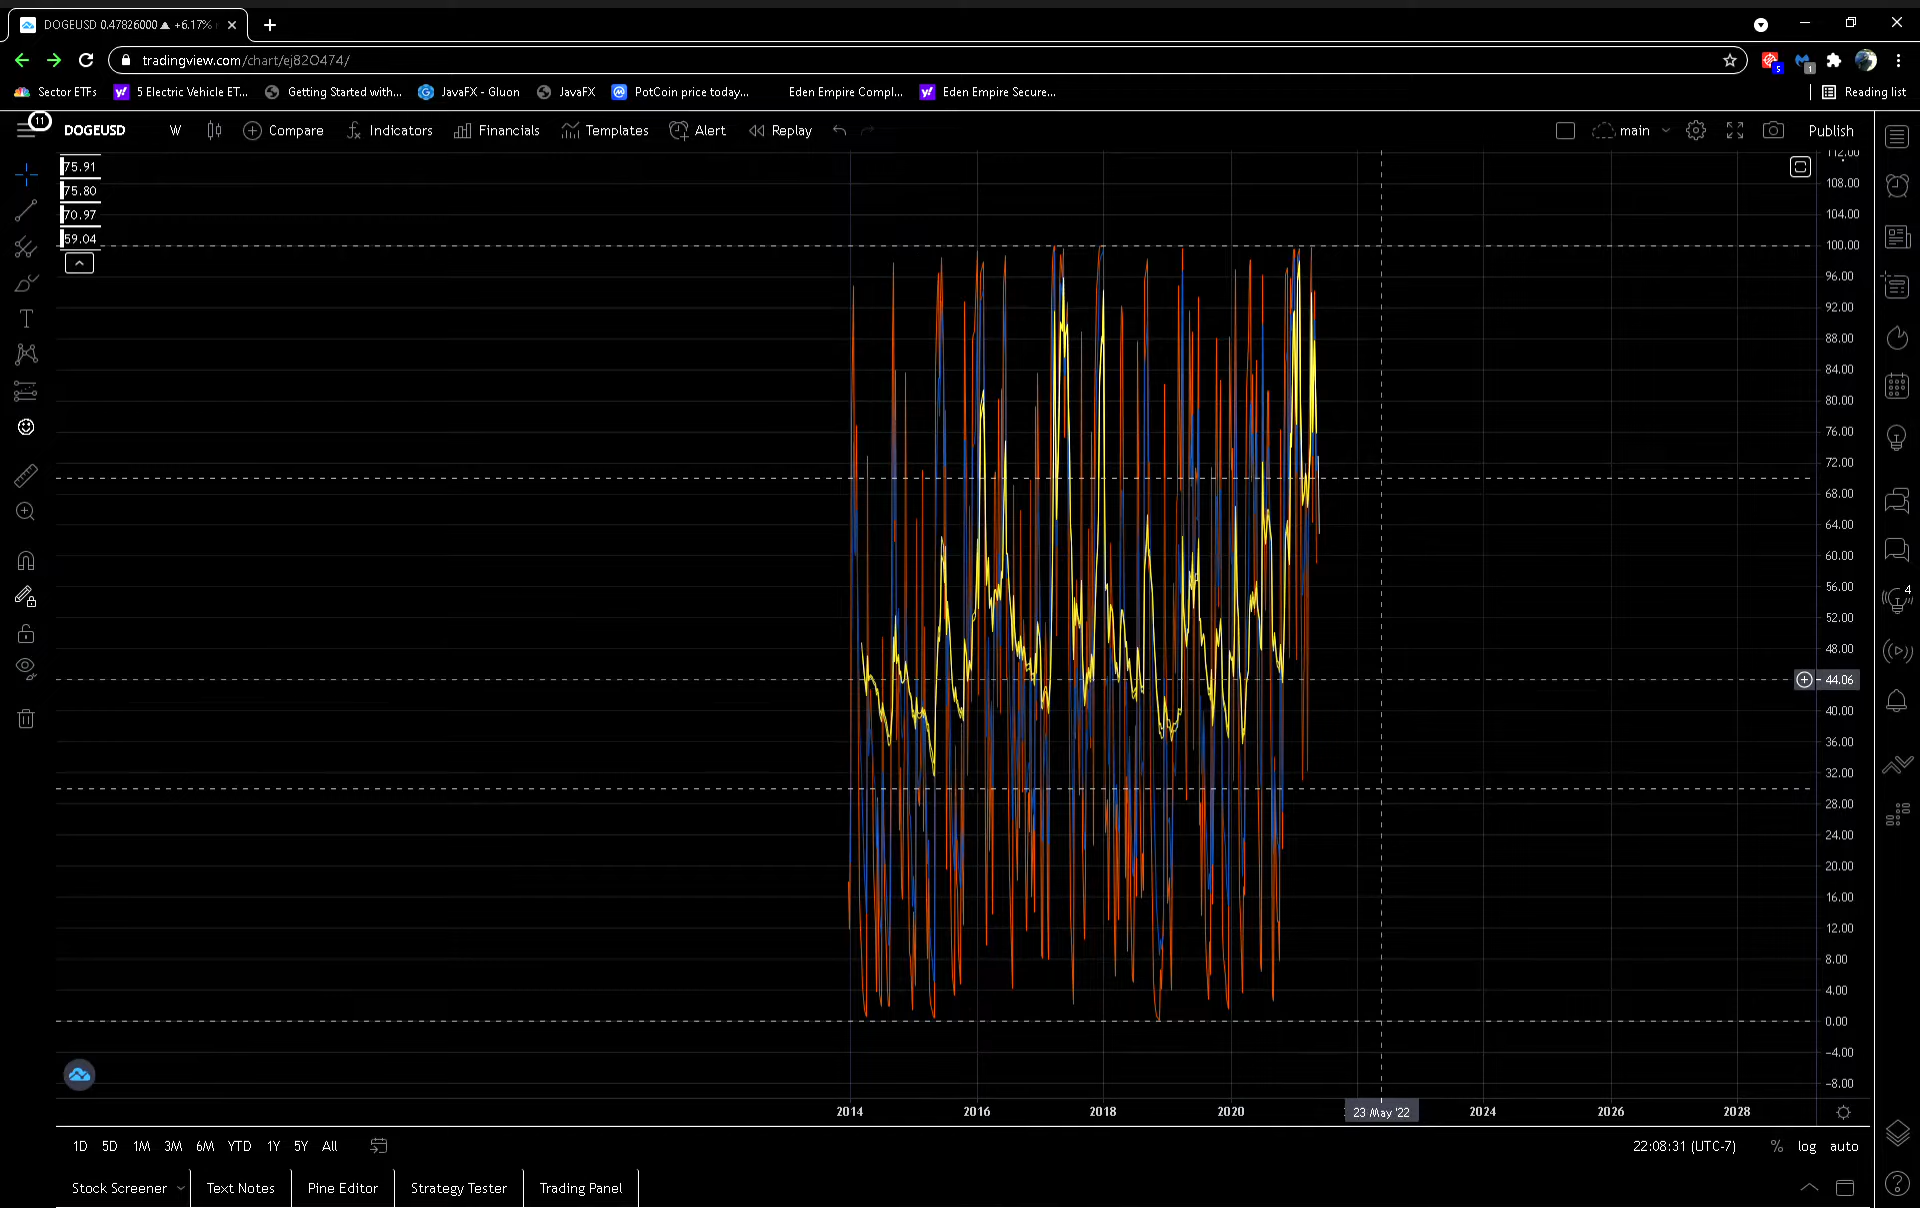 DOGEUSD 0.47826000 ▲ +6.17%
tradingview.com/chart/ej82O474/
5
1
Sector ETFs
5 Electric Vehicle ET...
Getting Started with...
JavaFX - Gluon
JavaFX
PotCoin price today...
Eden Empire Compl...
Eden Empire Secure...
Reading list
11
DOGEUSD
W
Compare
Indicators
Financials
Templates
Alert
Replay
main
Publish
75.91
75.80
70.97
59.04
112.00
108.00
104.00
100.00
96.00
92.00
88.00
84.00
80.00
76.00
72.00
68.00
64.00
60.00
56.00
52.00
48.00
44.06
40.00
36.00
32.00
28.00
24.00
20.00
16.00
12.00
8.00
4.00
0.00
−4.00
−8.00
4
2014
2016
2018
2020
23 May '22
2024
2026
2028
1D
5D
1M
3M
6M
YTD
1Y
5Y
All
22:08:31 (UTC-7)
%
log
auto
Stock Screener
Text Notes
Pine Editor
Strategy Tester
Trading Panel